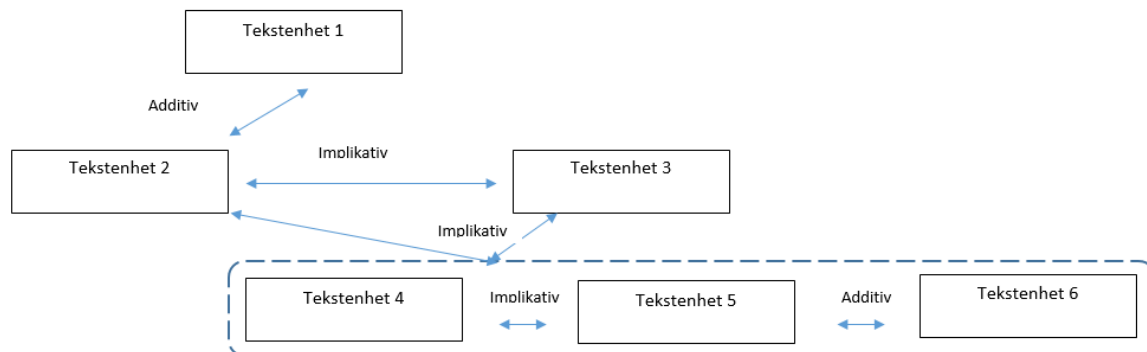 Tekstenhet 1
Additiv
Tekstenhet 2
Implikativ
Tekstenhet 3
Implikativ
Tekstenhet 4
Implikativ
Tekstenhet 5
Additiv
Tekstenhet 6